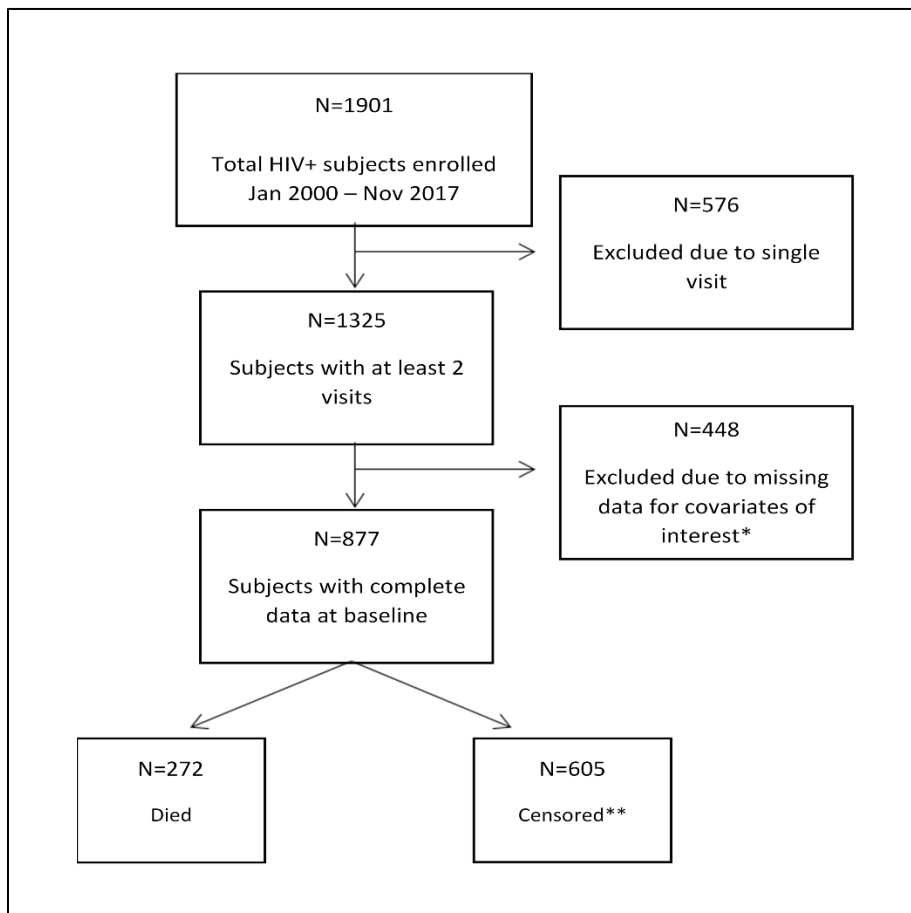 N=1901
Total HIV+ subjects enrolled
Jan 2000 – Nov 2017
N=576
Excluded due to single
visit
N=1325
Subjects with at least 2
visits
N=448
Excluded due to missing
data for covariates of
interest*
N=877
Subjects with complete
data at baseline
N=272
Died
N=605
Censored**